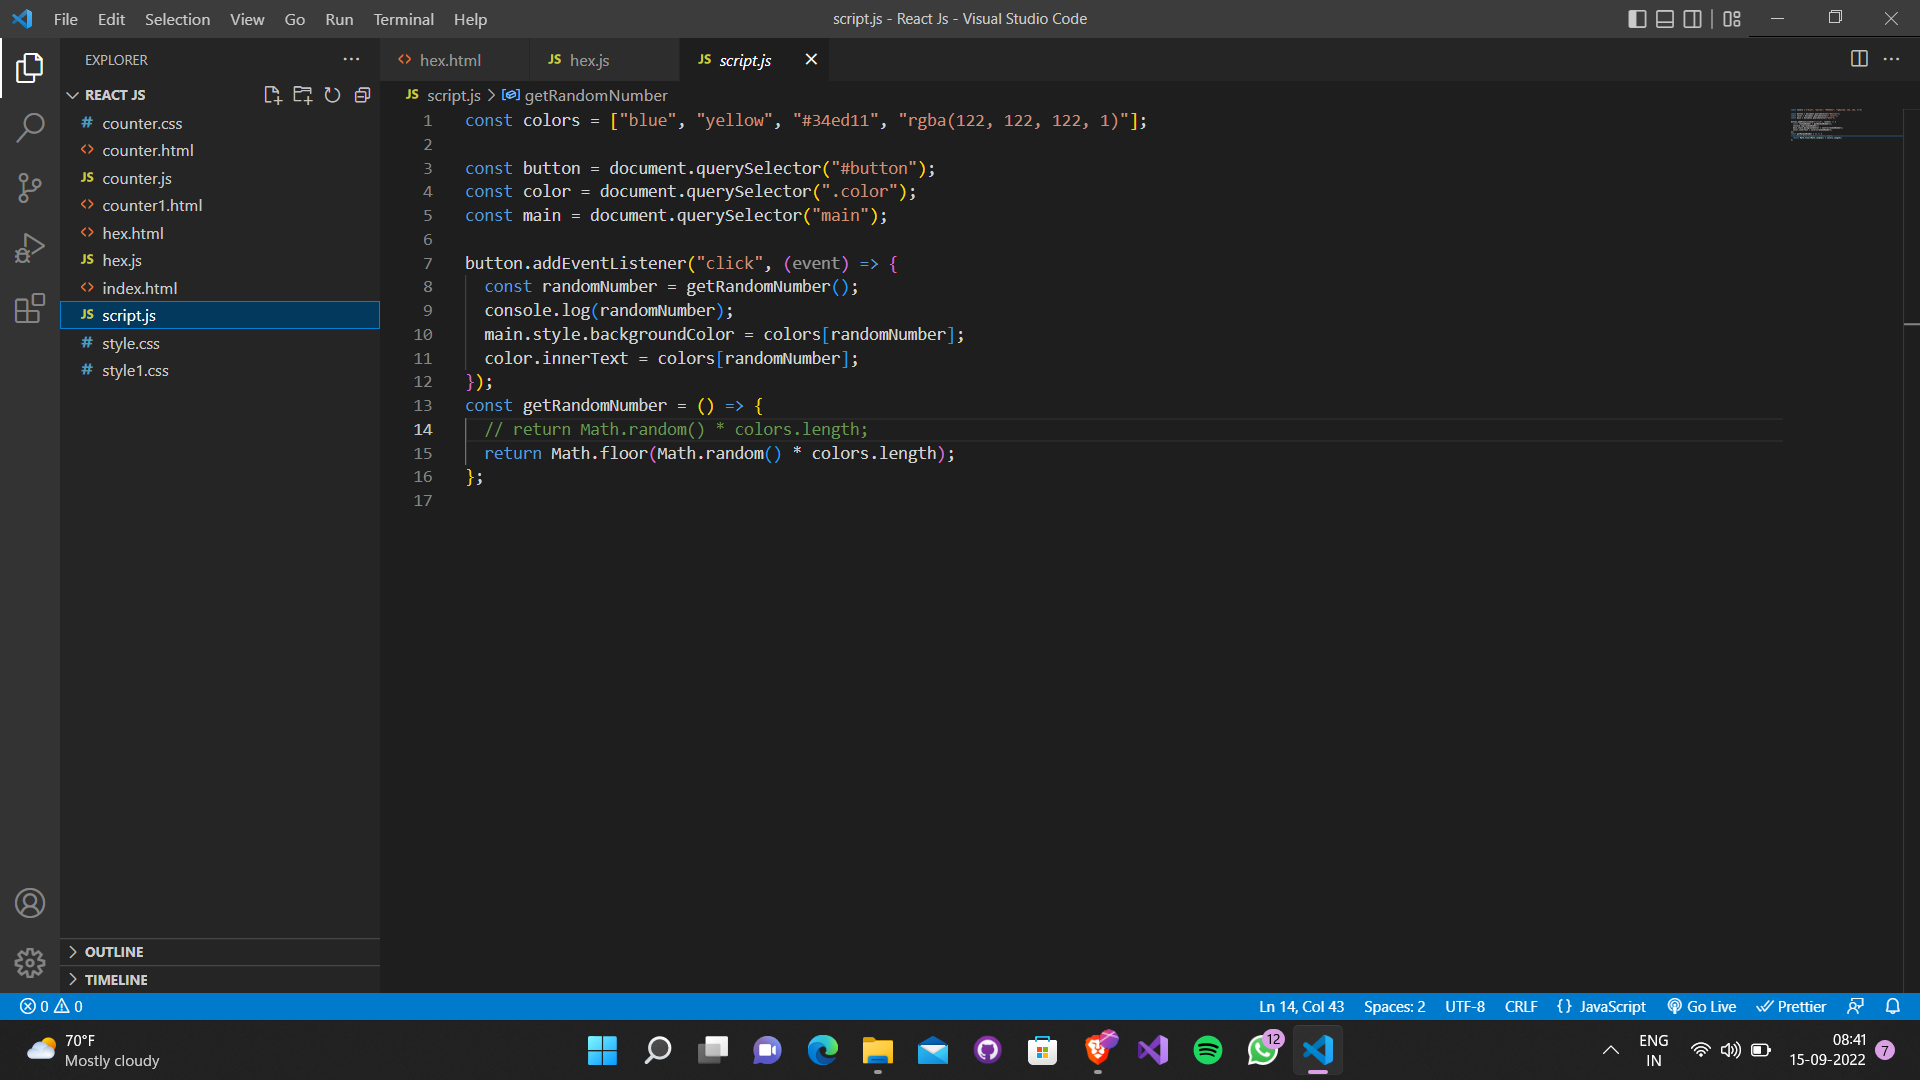 File Edit Selection View Go Run Terminal Help
script.js - React Js - Visual Studio Code
EXPLORER
REACT JS
# counter.css
<> counter.html
JS counter.js
<> counter1.html
<> hex.html
JS hex.js
<> index.html
JS script.js
# style.css
# style1.css
OUTLINE
TIMELINE
<> hex.html
JS hex.js
JS script.js
JS script.js > getRandomNumber
1 const colors = ["blue", "yellow", "#34ed11", "rgba(122, 122, 122, 1)"];
2
3 const button = document.querySelector("#button");
4 const color = document.querySelector(".color");
5 const main = document.querySelector("main");
6
7 button.addEventListener("click", (event) => {
8 const randomNumber = getRandomNumber();
9 console.log(randomNumber);
10 main.style.backgroundColor = colors[randomNumber];
11 color.innerText = colors[randomNumber];
12 });
13 const getRandomNumber = () => {
14 // return Math.random() * colors.length;
15 return Math.floor(Math.random() * colors.length);
16 };
17
0 0
Ln 14, Col 43 Spaces: 2 UTF-8 CRLF {} JavaScript Go Live Prettier
70°F
Mostly cloudy
12
ENG
IN
08:41
15-09-2022
7